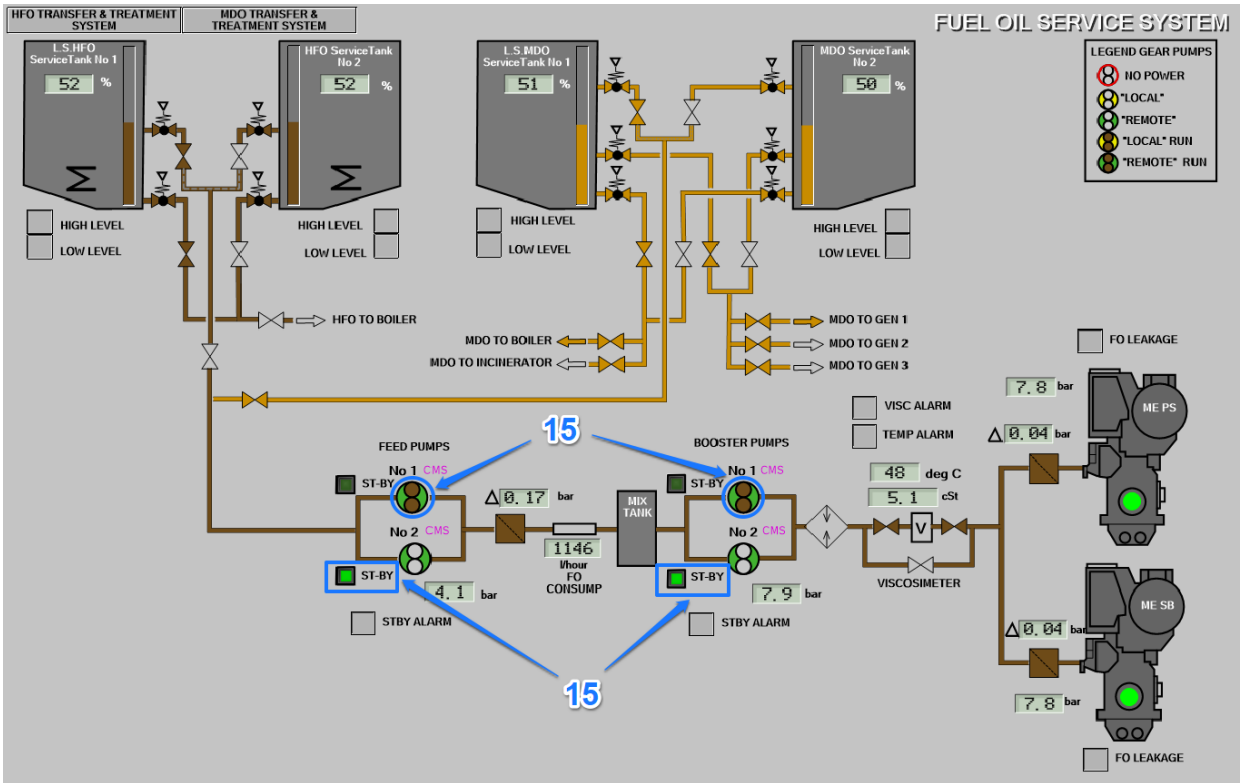 HFO TRANSFER & TREATMENT
SYSTEM
MDO TRANSFER &
TREATMENT SYSTEM
FUEL OIL SERVICE SYSTEM
L.S.HFO
ServiceTank No 1
52 %
HFO ServiceTank
No 2
52 %
L.S.MDO
ServiceTank No 1
51 %
MDO ServiceTank
No 2
50 %
LEGEND GEAR PUMPS
NO POWER
"LOCAL"
"REMOTE"
"LOCAL" RUN
"REMOTE" RUN
HIGH LEVEL
LOW LEVEL
HIGH LEVEL
LOW LEVEL
HIGH LEVEL
LOW LEVEL
HIGH LEVEL
LOW LEVEL
HFO TO BOILER
MDO TO BOILER
MDO TO INCINERATOR
MDO TO GEN 1
MDO TO GEN 2
MDO TO GEN 3
FO LEAKAGE
7.8 bar
ME PS
0.04 bar
VISC ALARM
TEMP ALARM
15
FEED PUMPS
No 1 CMS
ST-BY
No 2 CMS
ST-BY
4.1 bar
STBY ALARM
0.17 bar
1146
l/hour
FO
CONSUMP
MIX
TANK
BOOSTER PUMPS
No 1 CMS
ST-BY
No 2 CMS
ST-BY
7.9 bar
STBY ALARM
15
48 deg C
5.1 cSt
V
VISCOSIMETER
ME SB
0.04 bar
7.8 bar
FO LEAKAGE